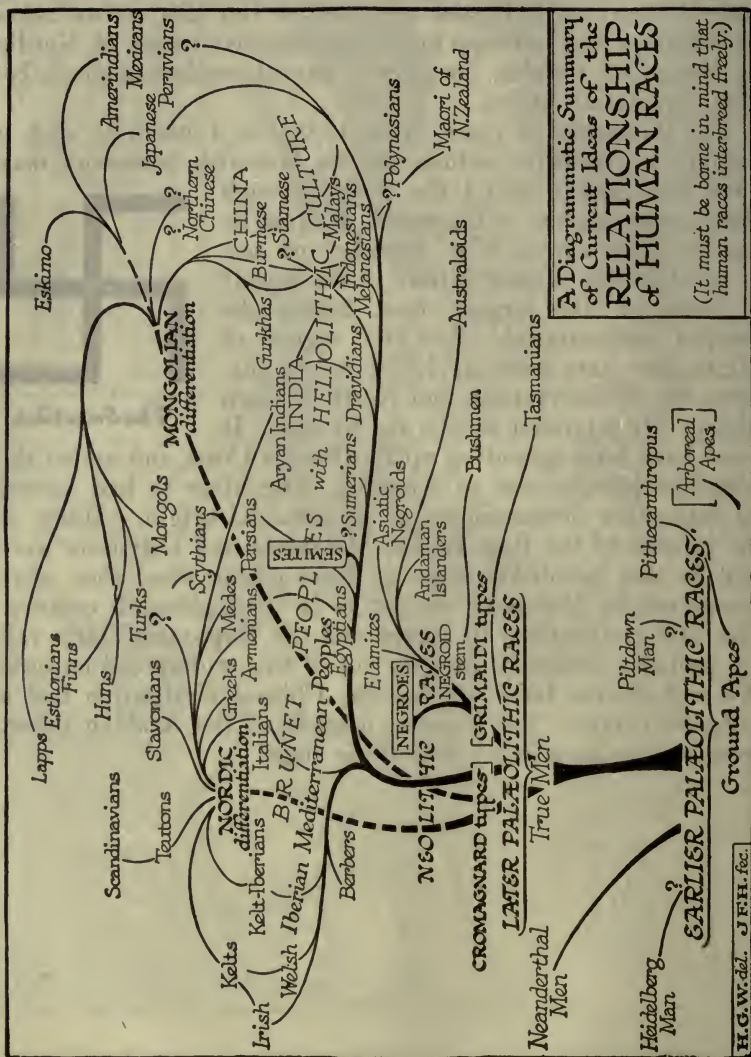 A Diagrammatic Summary
of Current Ideas of the
RELATIONSHIP
of HUMAN RACES
(It must be borne in mind that
human races interbreed freely.)
Amerindians
Mexicans
Peruvians
?
Japanese
Eskimo
?
?
Northern
Chinese
CHINA
Burmese
Siamese
?
Malays
Indonesians
Melanesians
?
Polynesians
Maori of
N.Zealand
MONGOLIAN
differentiation
Gurkhas
INDIA
Aryan Indians
Dravidians
Australoids
Tasmanians
Bushmen
Lapps
Esthonians
Finns
Huns
Turks
Mongols
?
Scythians
Persians
Medes
Armenians
SEMITES
? Sumerians
Asiatic
Negroids
Andaman
Islanders
Elamites
Egyptians
BRUNET PEOPLES with HELIOLITHIC CULTURE
Scandinavians
Teutons
Slavonians
Greeks
Italians
NORDIC
differentiation
Kelt-Iberians
Iberian Mediterranean Peoples
Kelts
Welsh
Irish
Berbers
NEGROES
NEGROID
stem
NEOLITHIC RACES
CROMAGNARD types
GRIMALDI types
LATER PALÆOLITHIC RACES
True Men
Neanderthal
Men
Heidelberg
Man
?
Piltdown
Man
?
Pithecanthropus
EARLIER PALÆOLITHIC RACES
Arboreal
Apes
Ground Apes
H.G.W. del. J.F.H. fec.